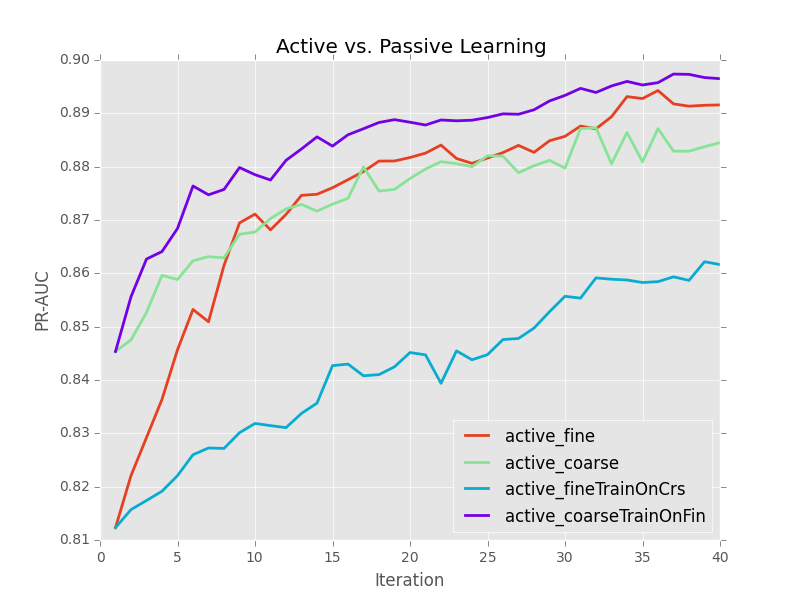 Active vs. Passive Learning
0.90
0.89
0.88
0.87
0.86
0.85
0.84
0.83
0.82
0.81
PR-AUC
active_fine
active_coarse
active_fineTrainOnCrs
active_coarseTrainOnFin
0 5 10 15 20 25 30 35 40
Iteration